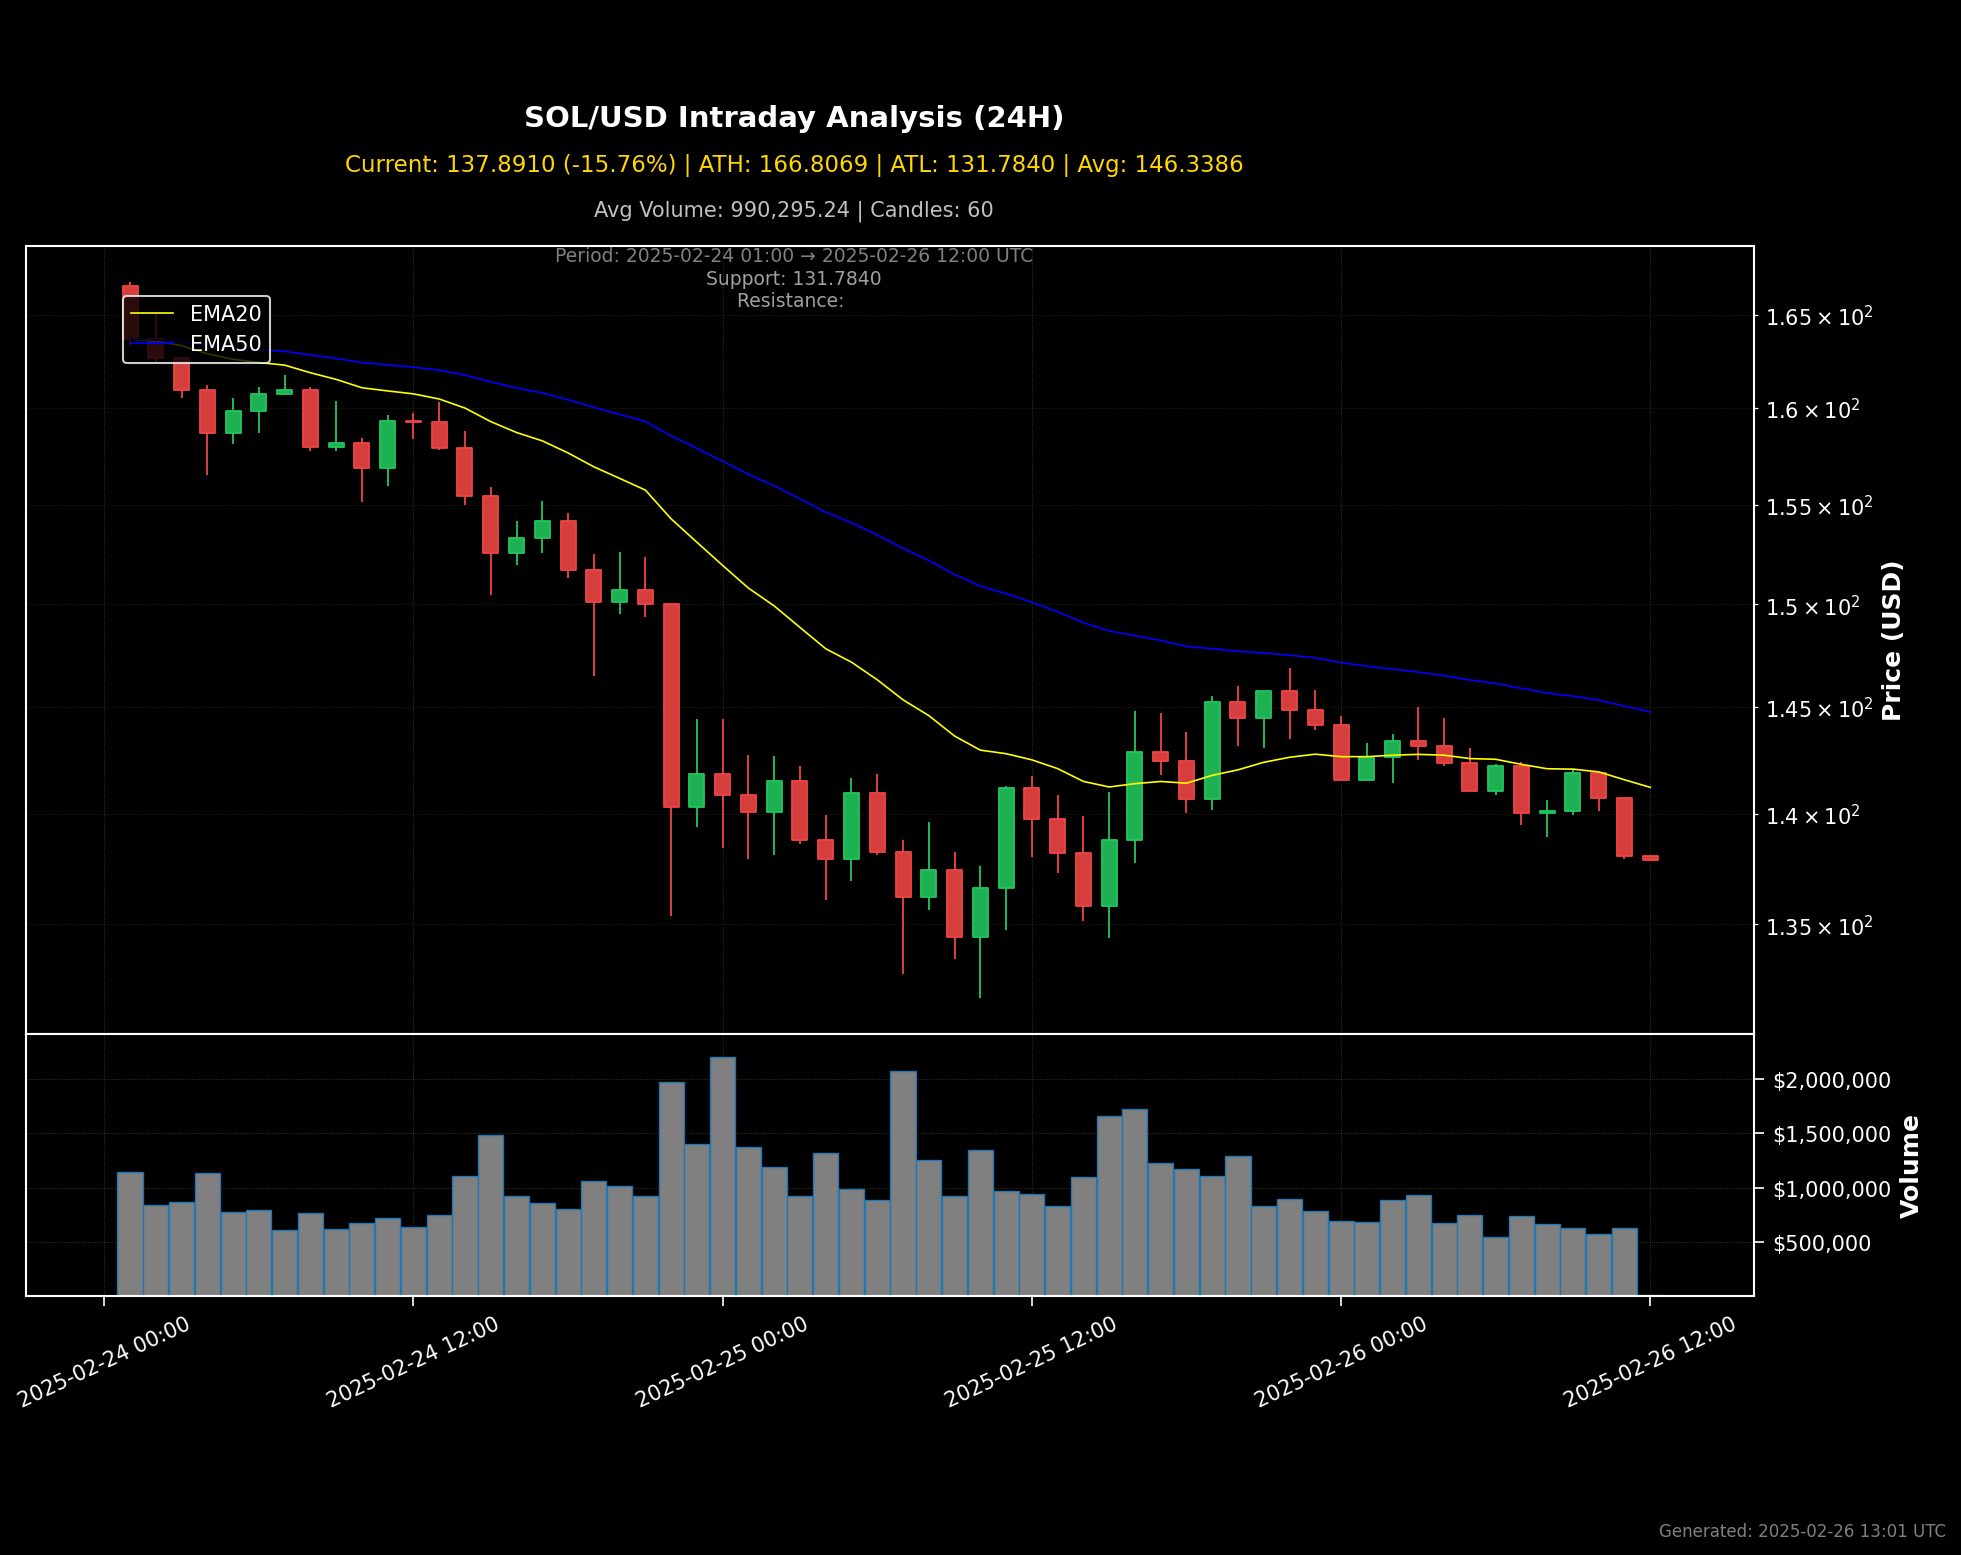 SOL/USD Intraday Analysis (24H)
Current: 137.8910 (-15.76%) | ATH: 166.8069 | ATL: 131.7840 | Avg: 146.3386
Avg Volume: 990,295.24 | Candles: 60
Period: 2025-02-24 01:00 → 2025-02-26 12:00 UTC
Support: 131.7840
Resistance:
EMA20
EMA50
1.65 × 10²
1.6 × 10²
1.55 × 10²
1.5 × 10²
1.45 × 10²
1.4 × 10²
1.35 × 10²
Price (USD)
$2,000,000
$1,500,000
$1,000,000
$500,000
Volume
2025-02-24 00:00
2025-02-24 12:00
2025-02-25 00:00
2025-02-25 12:00
2025-02-26 00:00
2025-02-26 12:00
Generated: 2025-02-26 13:01 UTC